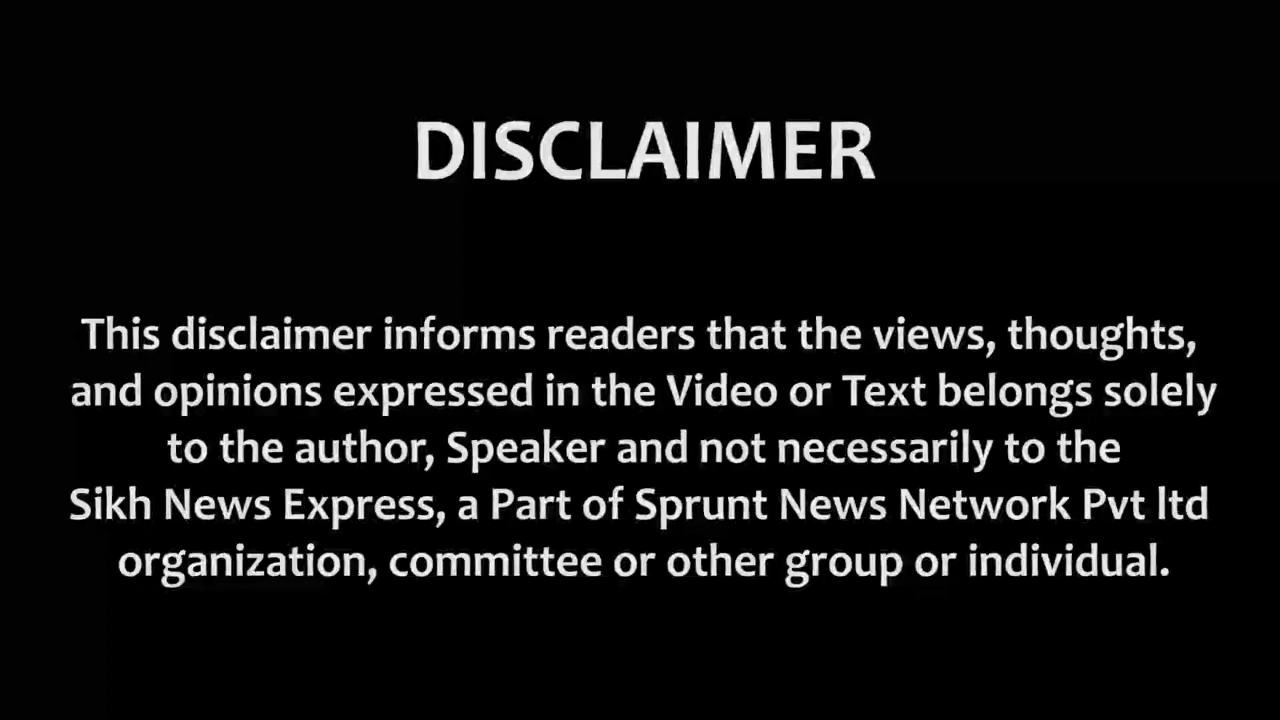 DISCLAIMER
This disclaimer informs readers that the views, thoughts,
and opinions expressed in the Video or Text belongs solely
to the author, Speaker and not necessarily to the
Sikh News Express, a Part of Sprunt News Network Pvt ltd
organization, committee or other group or individual.